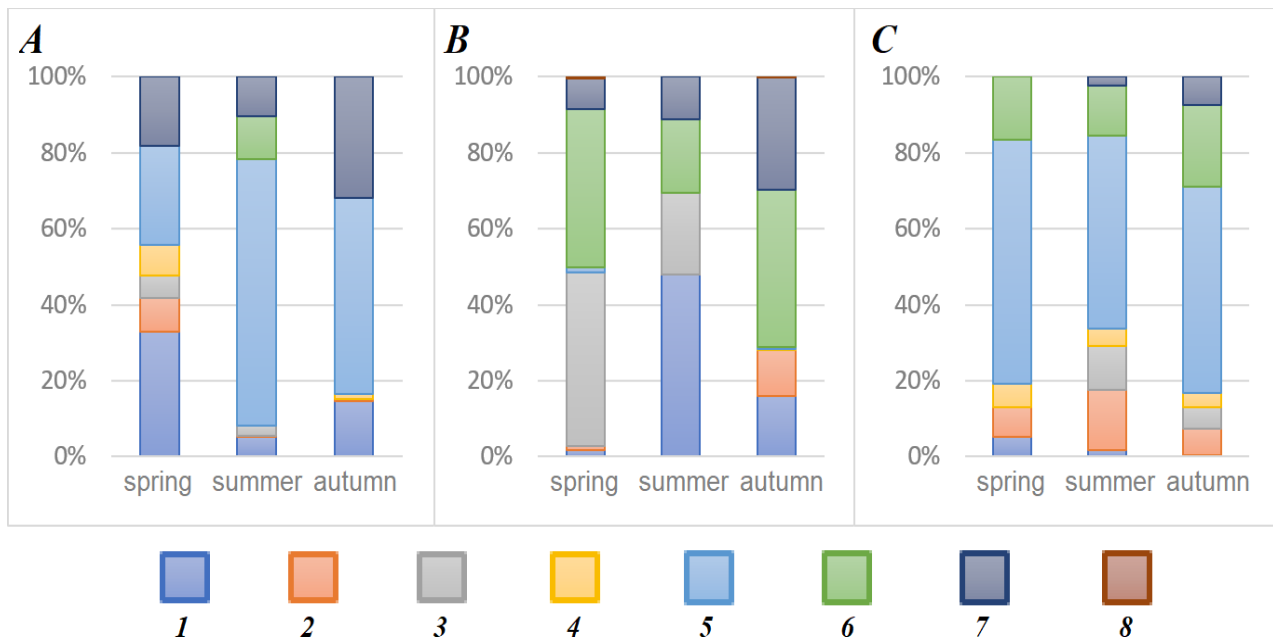 A B C
100% 100% 100%
80% 80% 80%
60% 60% 60%
40% 40% 40%
20% 20% 20%
0% 0% 0%
spring summer autumn spring summer autumn spring summer autumn
1 2 3 4 5 6 7 8